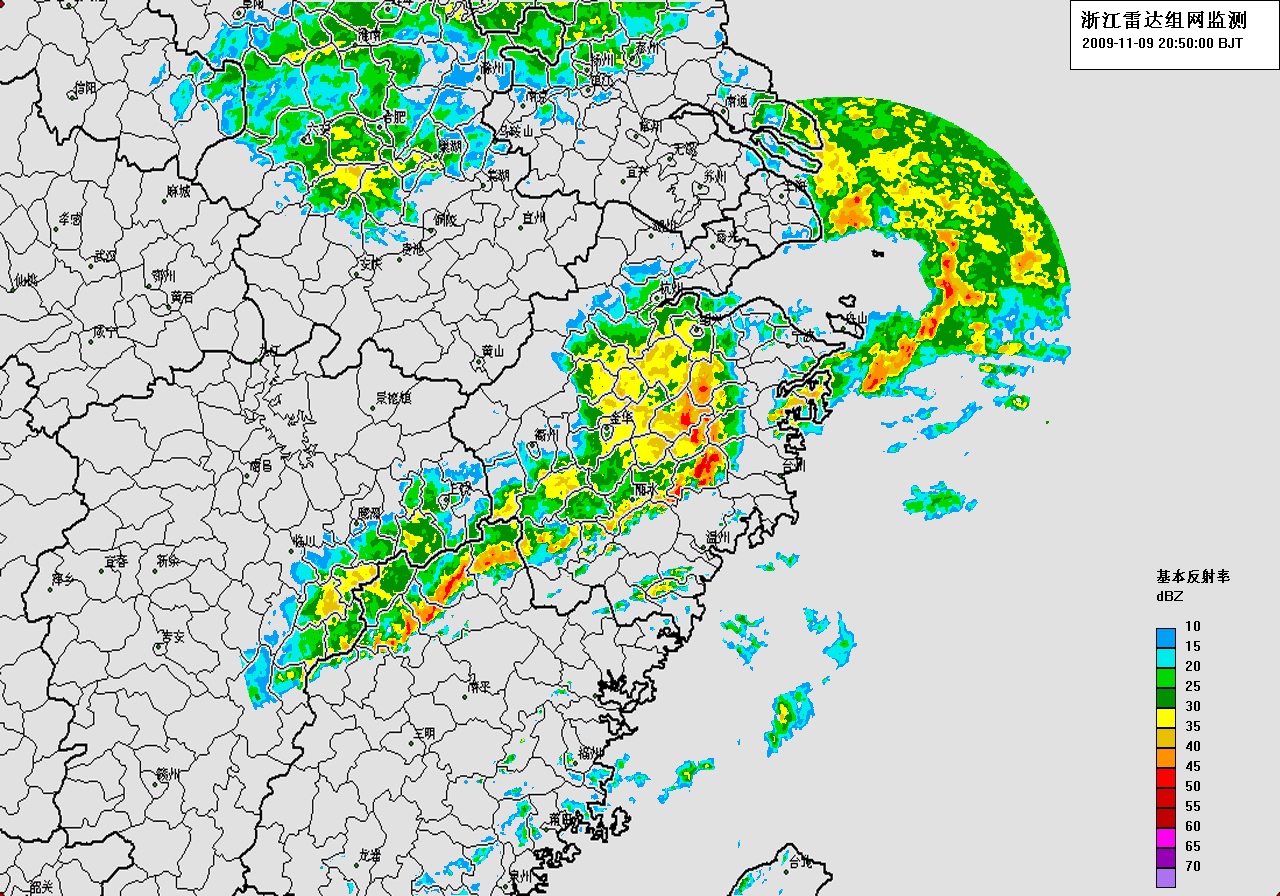 浙江雷达组网监测
2009-11-09 20:50:00 BJT
阜阳
淮南
滁州
扬州
泰州
镇江
南京
南通
信阳
六安
合肥
马鞍山
常州
巢湖
无锡
芜湖
宜兴
苏州
上海
麻城
孝感
铜陵
宣州
湖州
嘉兴
武汉
安庆
贵池
仙桃
鄂州
黄石
杭州
绍兴
舟山
咸宁
宁波
九江
黄山
景德镇
金华
衢州
南昌
上饶
台州
丽水
鹰潭
临川
温州
宜春
新余
萍乡
吉安
南平
三明
福州
赣州
莆田
龙岩
台北
泉州
韶关
基本反射率
dBZ
10
15
20
25
30
35
40
45
50
55
60
65
70